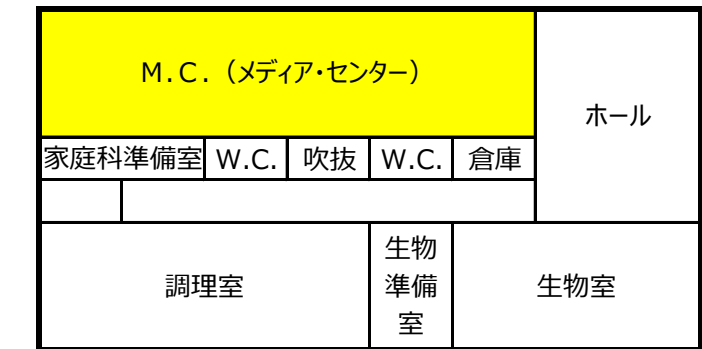 M.C.（メディア・センター）
ホール
家庭科準備室
W.C.
吹抜
W.C.
倉庫
調理室
生物
準備
室
生物室